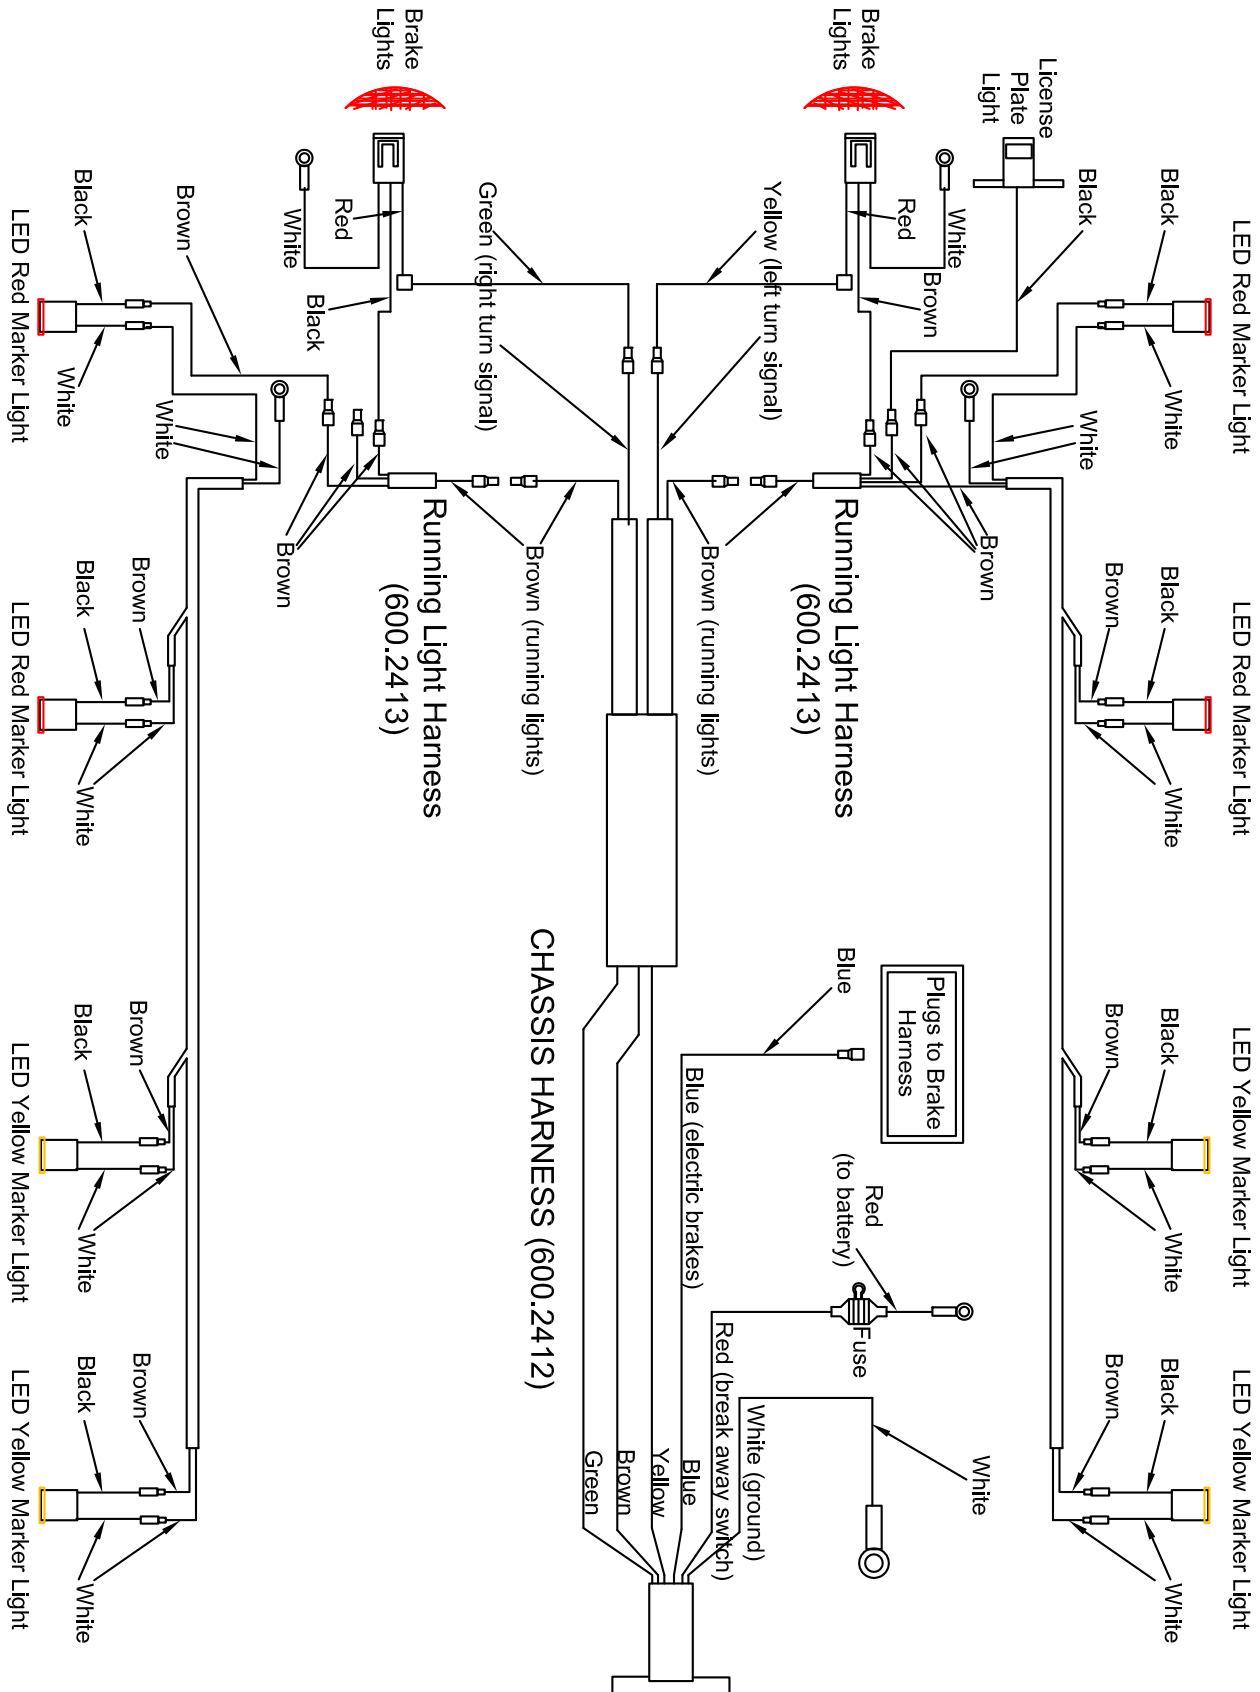 LED Red Marker Light
LED Red Marker Light
LED Yellow Marker Light
LED Yellow Marker Light
Black
White
Black
White
Brown
Black
White
Brown
Black
White
Brown
License
Plate
Light
Black
White
White
Brown
Brake
Lights
Red
Brown
Yellow (left turn signal)
Brown (running lights)
Running Light Harness
(600.2413)
Plugs to Brake
Harness
Blue
Blue (electric brakes)
Red
(to battery)
Fuse
Red (break away switch)
White (ground)
White
Blue
Yellow
Brown
Green
CHASSIS HARNESS (600.2412)
Green (right turn signal)
Brown (running lights)
Running Light Harness
(600.2413)
Brake
Lights
Red
White
Black
Brown
Brown
White
Black
White
Black
Brown
White
Black
Brown
White
Black
Brown
White
LED Red Marker Light
LED Red Marker Light
LED Yellow Marker Light
LED Yellow Marker Light